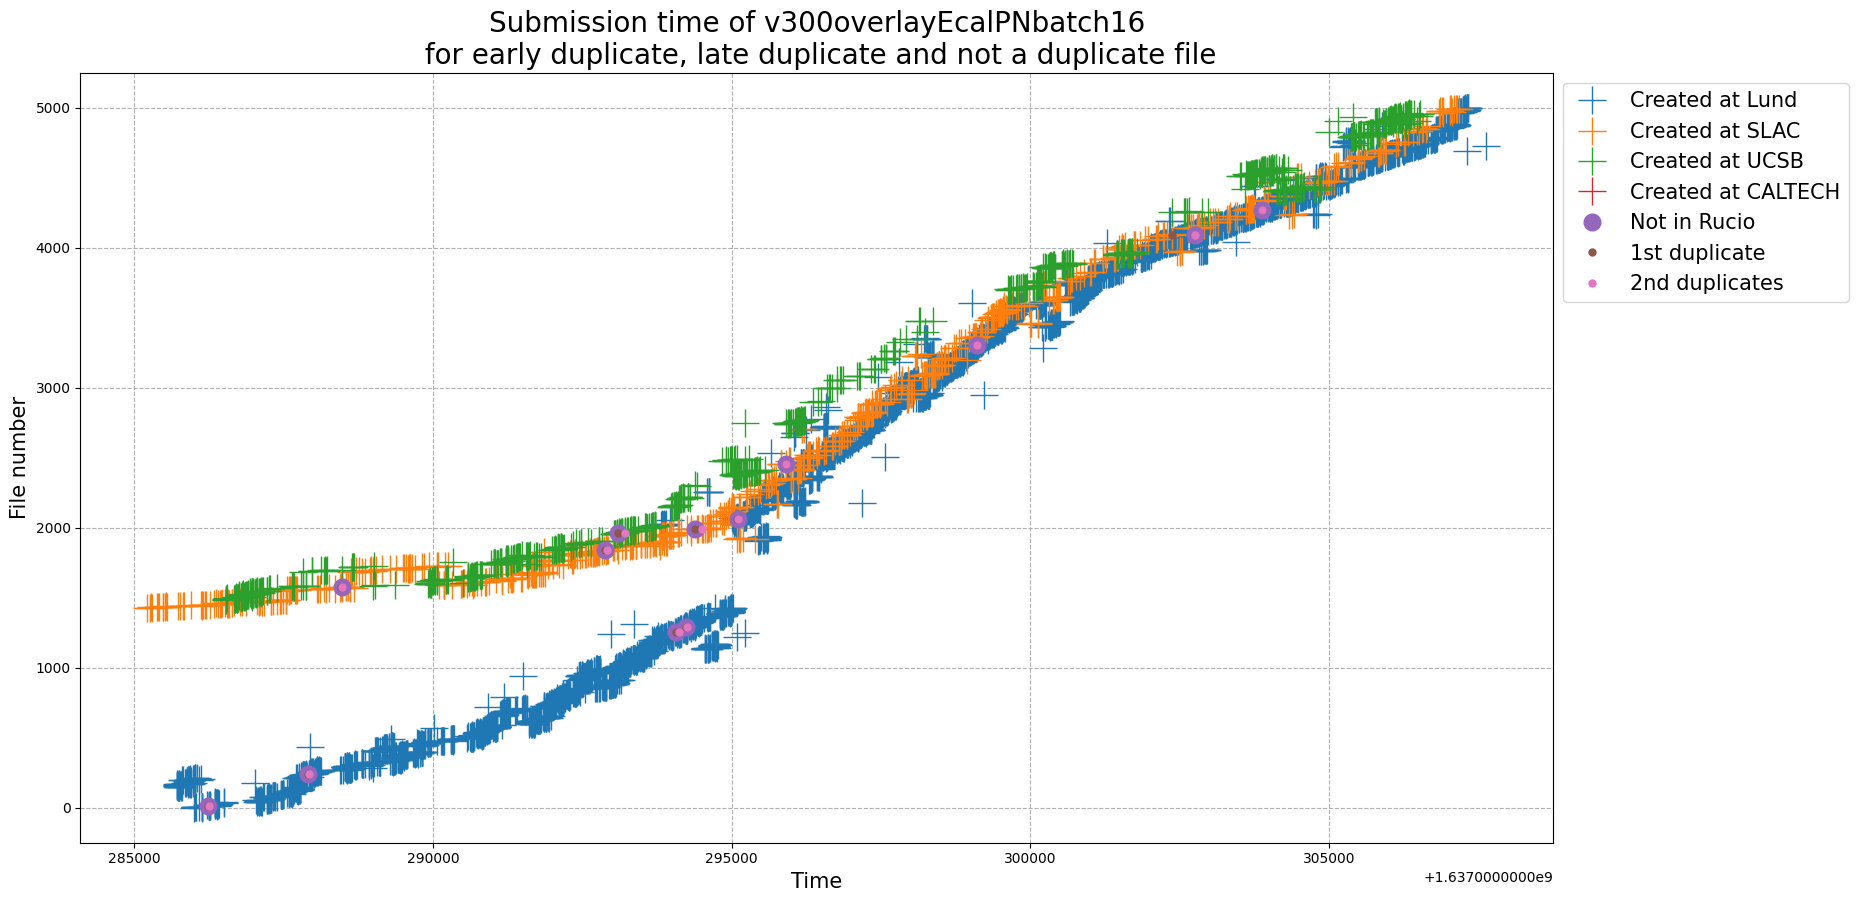 Submission time of v300overlayEcalPNbatch16
for early duplicate, late duplicate and not a duplicate file
File number
5000
4000
3000
2000
1000
0
285000
290000
295000
300000
305000
Time
+1.6370000000e9
Created at Lund
Created at SLAC
Created at UCSB
Created at CALTECH
Not in Rucio
1st duplicate
2nd duplicates